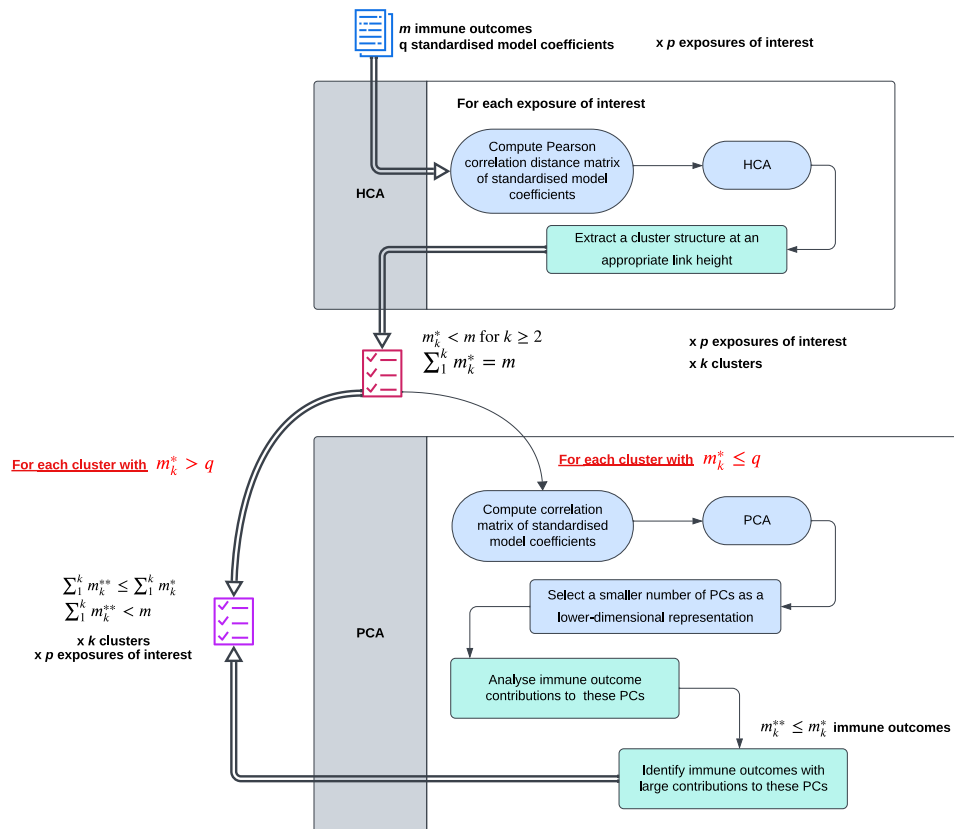 m immune outcomes
q standardised model coefficients
x p exposures of interest
For each exposure of interest
HCA
Compute Pearson
correlation distance matrix
of standardised model
coefficients
HCA
Extract a cluster structure at an
appropriate link height
m*ₖ < m for k ≥ 2
∑₁ᵏ m*ₖ = m
x p exposures of interest
x k clusters
For each cluster with m*ₖ > q
For each cluster with m*ₖ ≤ q
Compute correlation
matrix of standardised
model coefficients
PCA
∑₁ᵏ m**ₖ ≤ ∑₁ᵏ m*ₖ
∑₁ᵏ m**ₖ < m
x k clusters
x p exposures of interest
PCA
Select a smaller number of PCs as a
lower-dimensional representation
Analyse immune outcome
contributions to these PCs
m**ₖ ≤ m*ₖ immune outcomes
Identify immune outcomes with
large contributions to these PCs